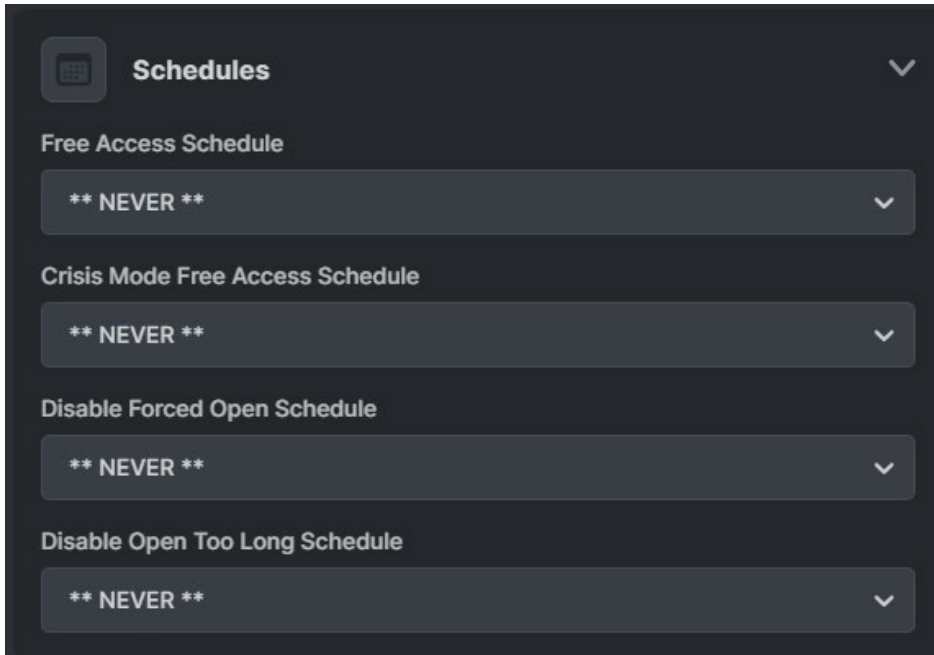 Schedules
Free Access Schedule
** NEVER **
Crisis Mode Free Access Schedule
** NEVER **
Disable Forced Open Schedule
** NEVER **
Disable Open Too Long Schedule
** NEVER **